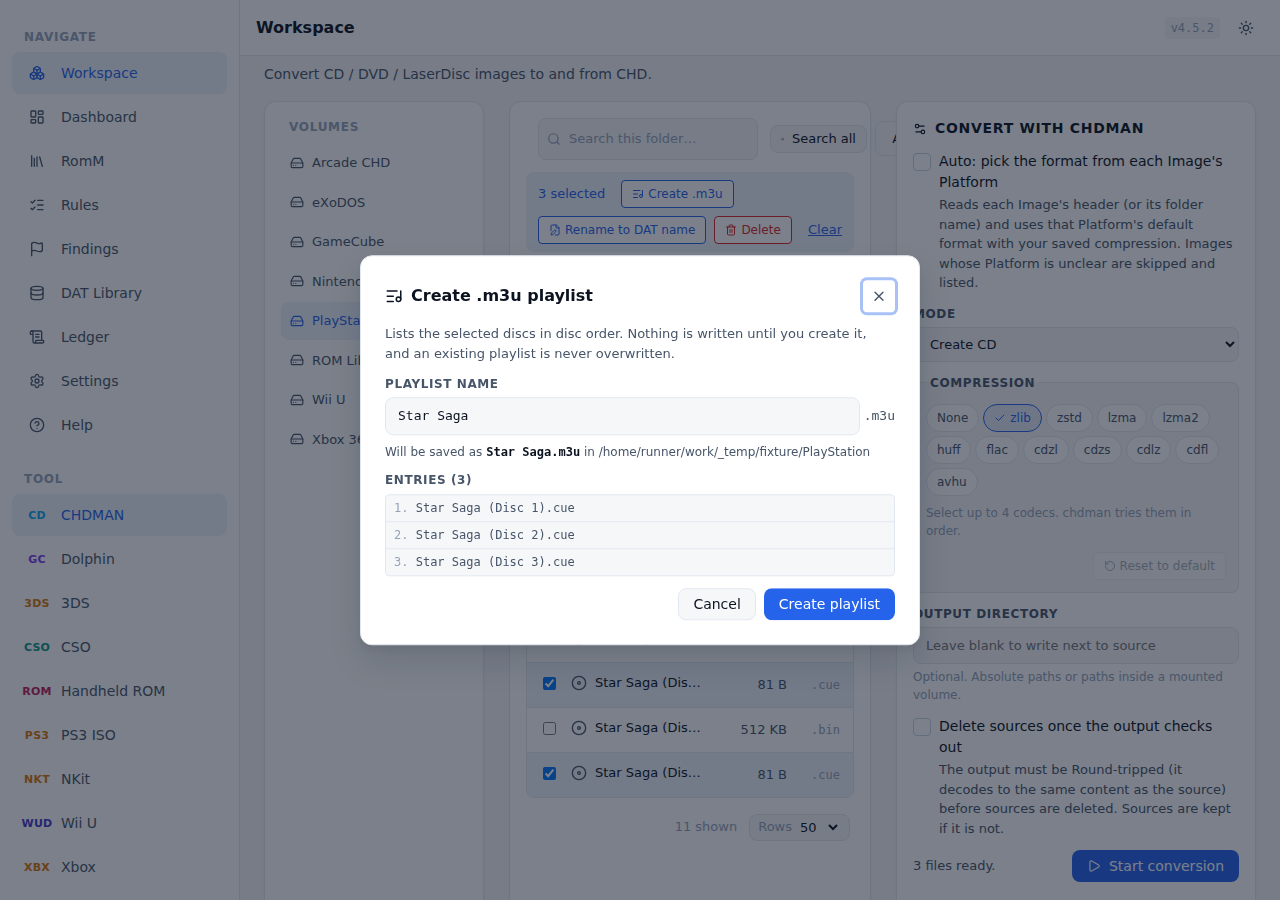 NAVIGATE
Workspace
Dashboard
RomM
Rules
Findings
DAT Library
Ledger
Settings
Help
TOOL
CD CHDMAN
GC Dolphin
3DS 3DS
CSO CSO
ROM Handheld ROM
PS3 PS3 ISO
NKT NKit
WUD Wii U
XBX Xbox
Workspace
v4.5.2
Convert CD / DVD / LaserDisc images to and from CHD.
VOLUMES
Arcade CHD
eXoDOS
GameCube
Ninten
PlaySta
ROM Li
Wii U
Xbox 36
Search this folder…
Search all
3 selected
Create .m3u
Rename to DAT name
Delete
Clear
Create .m3u playlist
Lists the selected discs in disc order. Nothing is written until you create it,
and an existing playlist is never overwritten.
PLAYLIST NAME
Star Saga
.m3u
Will be saved as Star Saga.m3u in /home/runner/work/_temp/fixture/PlayStation
ENTRIES (3)
1. Star Saga (Disc 1).cue
2. Star Saga (Disc 2).cue
3. Star Saga (Disc 3).cue
Cancel
Create playlist
Star Saga (Dis… 81 B .cue
Star Saga (Dis… 512 KB .bin
Star Saga (Dis… 81 B .cue
11 shown
Rows 50
CONVERT WITH CHDMAN
Auto: pick the format from each Image's
Platform
Reads each Image's header (or its folder
name) and uses that Platform's default
format with your saved compression. Images
whose Platform is unclear are skipped and
listed.
MODE
Create CD
COMPRESSION
None zlib zstd lzma lzma2
huff flac cdzl cdzs cdlz cdfl
avhu
Select up to 4 codecs. chdman tries them in
order.
Reset to default
OUTPUT DIRECTORY
Leave blank to write next to source
Optional. Absolute paths or paths inside a mounted
volume.
Delete sources once the output checks
out
The output must be Round-tripped (it
decodes to the same content as the source)
before sources are deleted. Sources are kept
if it is not.
3 files ready.
Start conversion